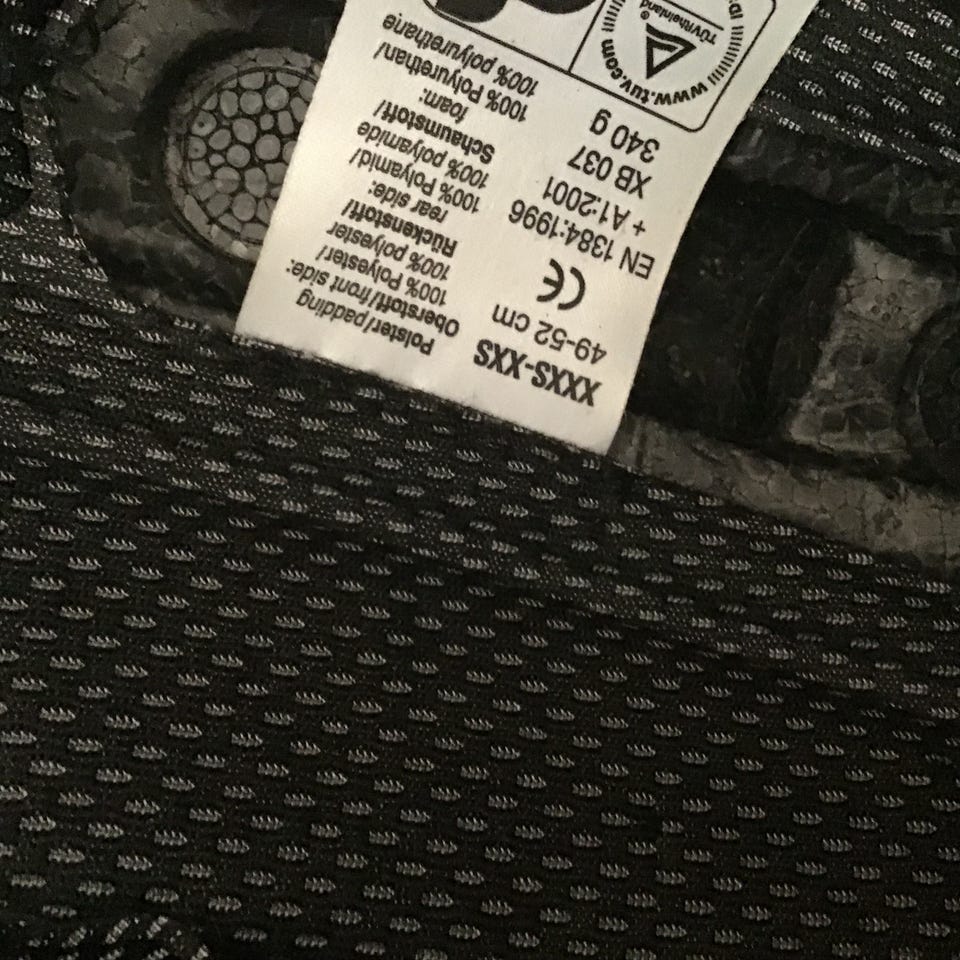 XXXS-XXS
49-52 cm
CE
EN 1384:1996
+ A1:2001
XB 037
340 g
www.tuv.com
TÜVRheinland®
ID
Polster/padding
Oberstoff/front side:
100% Polyester/
100% polyester
Rückenstoff/
rear side:
100% Polyamid/
100% polyamide
Schaumstoff/
foam:
100% Polyurethan/
100% polyurethane